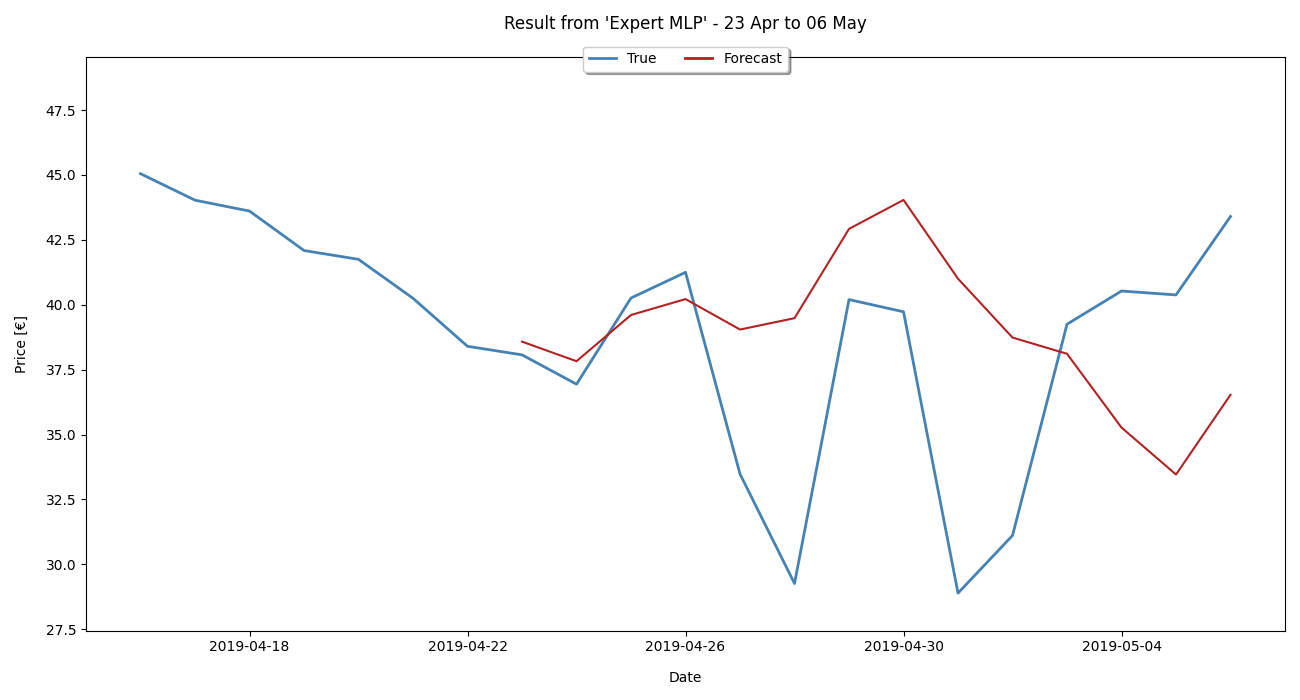 Result from 'Expert MLP' - 23 Apr to 06 May
True Forecast
47.5
45.0
42.5
40.0
37.5
35.0
32.5
30.0
27.5
Price [€]
2019-04-18 2019-04-22 2019-04-26 2019-04-30 2019-05-04
Date